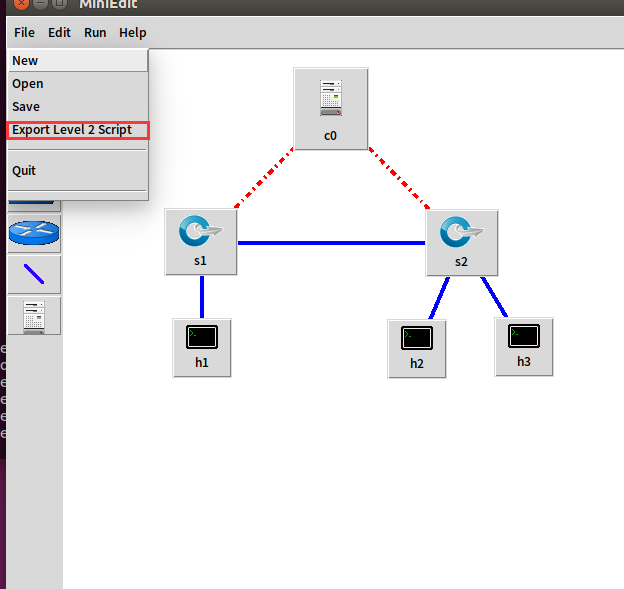 MiniEdit
File Edit Run Help
New
Open
Save
Export Level 2 Script
Quit
c0
s1
s2
h1
h2
h3